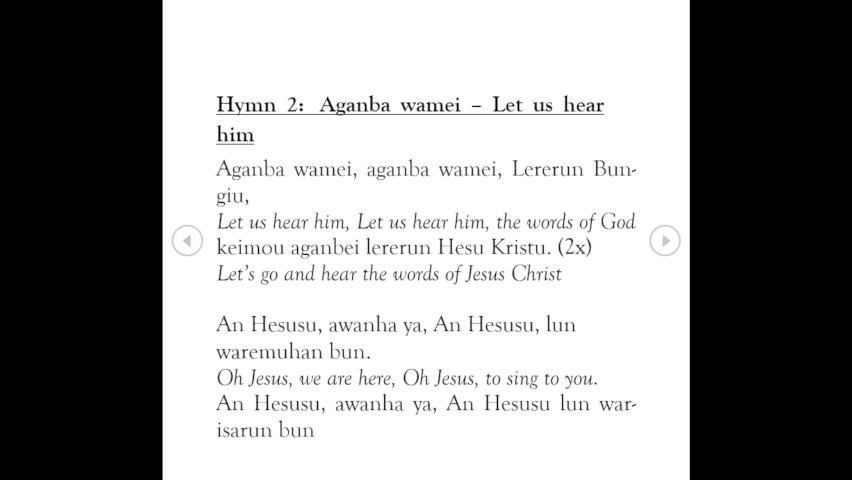 Hymn 2: Aganba wamei – Let us hear
him
Aganba wamei, aganba wamei, Lererun Bun-
giu,
Let us hear him, Let us hear him, the words of God
keimou aganbei lererun Hesu Kristu. (2x)
Let's go and hear the words of Jesus Christ
An Hesusu, awanha ya, An Hesusu, lun
waremuhan bun.
Oh Jesus, we are here, Oh Jesus, to sing to you.
An Hesusu, awanha ya, An Hesusu lun war-
isarun bun